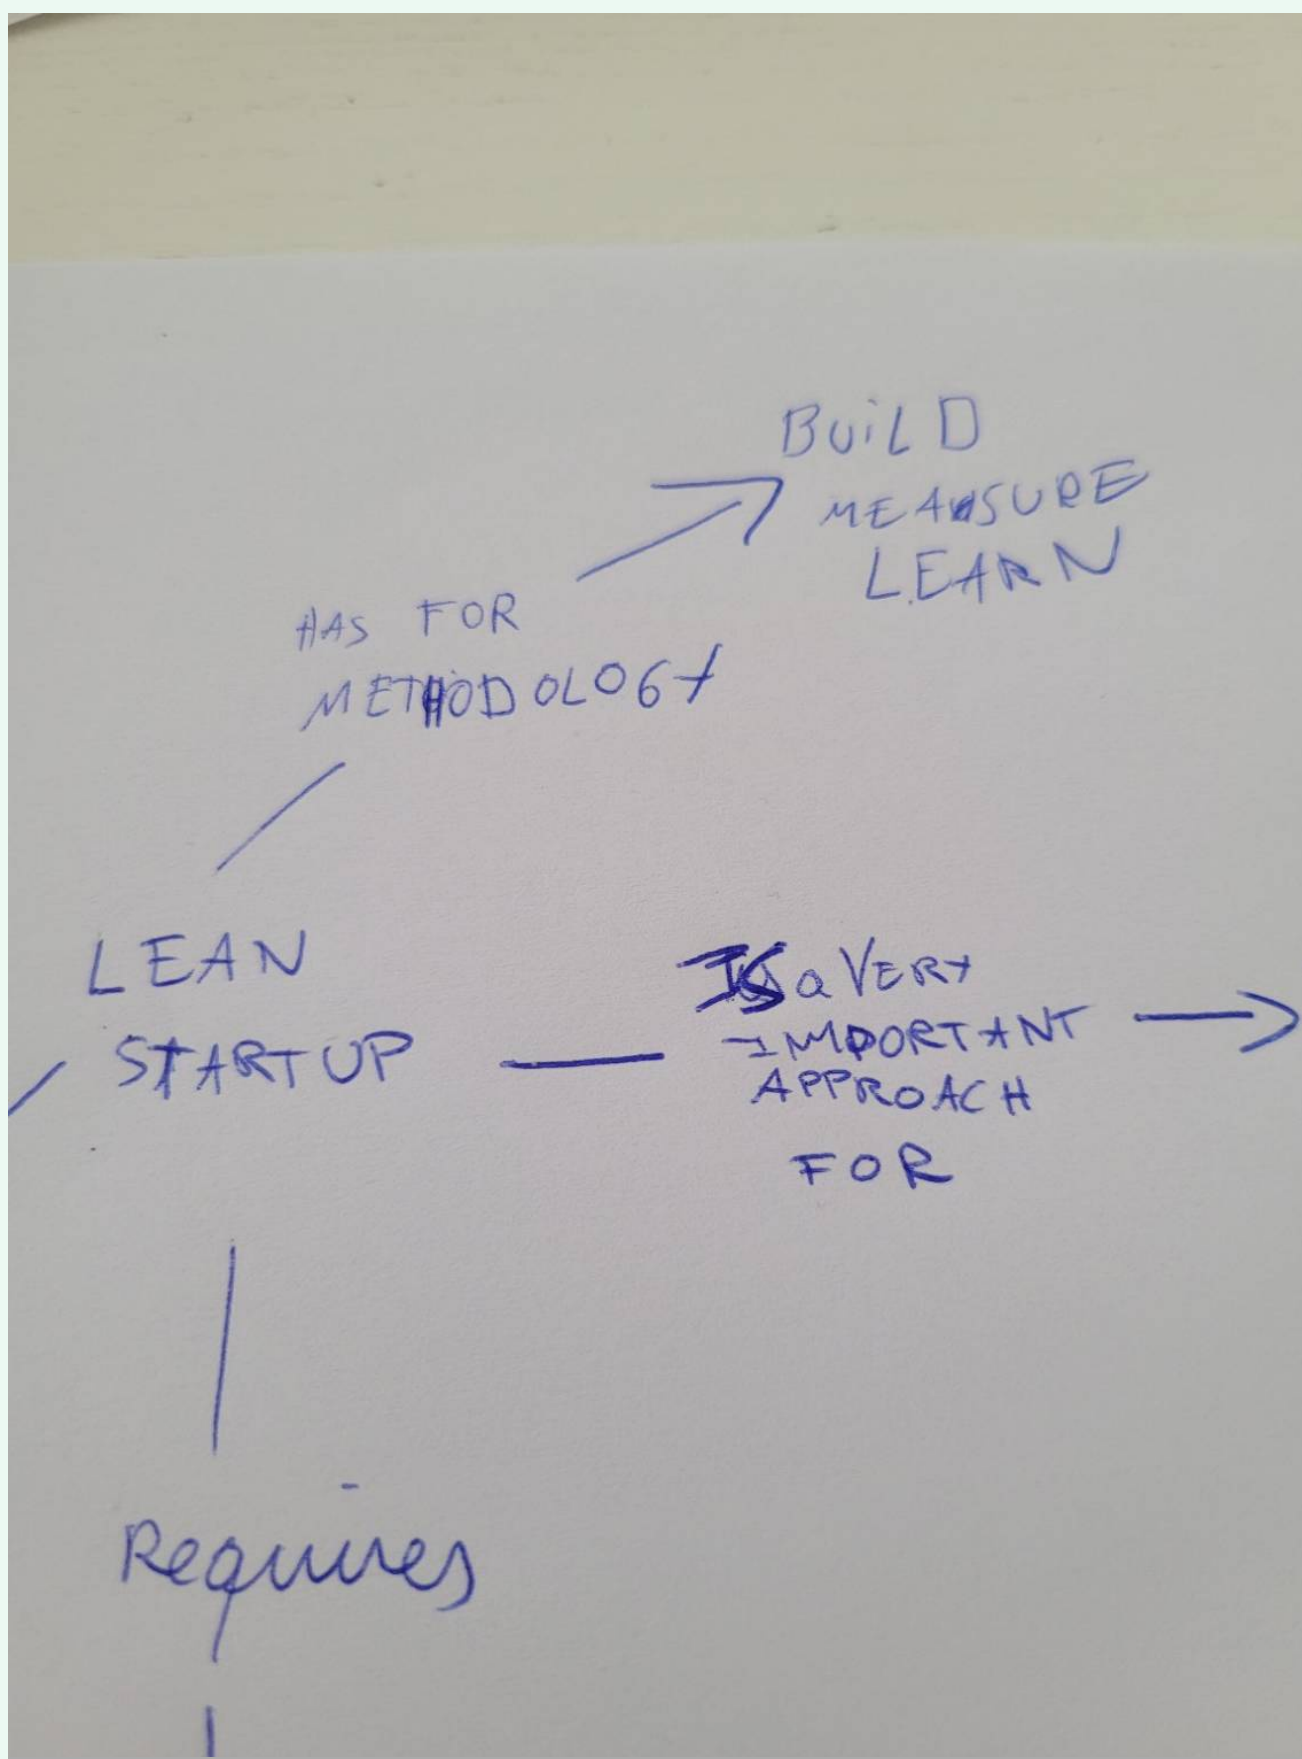 BUiLD
MEASURE
LEARN
HAS FOR
METHODOLOGY
LEAN
STARTUP
IS a VERY
IMPORTANT
APPROACH
FOR
Requires